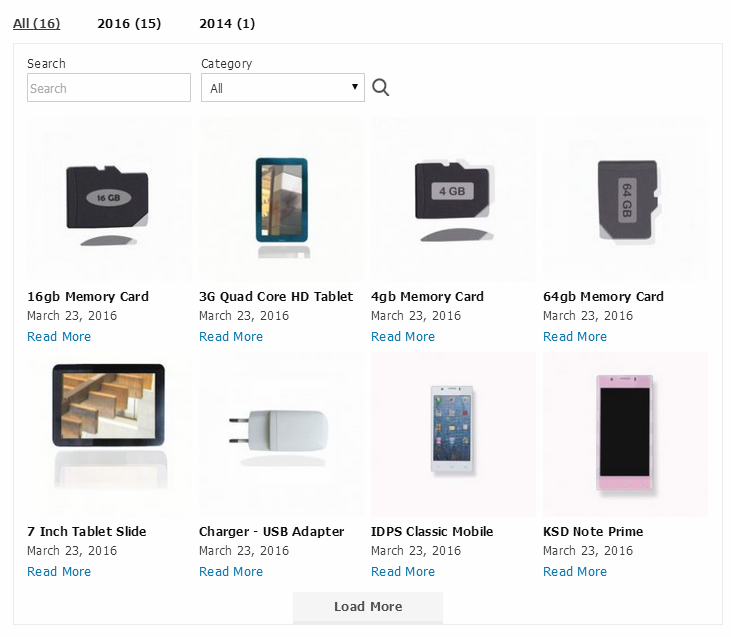 All (16) 2016 (15) 2014 (1)
Search Category
Search All
16 GB 4 GB 64 GB
16gb Memory Card 3G Quad Core HD Tablet 4gb Memory Card 64gb Memory Card
March 23, 2016 March 23, 2016 March 23, 2016 March 23, 2016
Read More Read More Read More Read More
7 Inch Tablet Slide Charger - USB Adapter IDPS Classic Mobile KSD Note Prime
March 23, 2016 March 23, 2016 March 23, 2016 March 23, 2016
Read More Read More Read More Read More
Load More